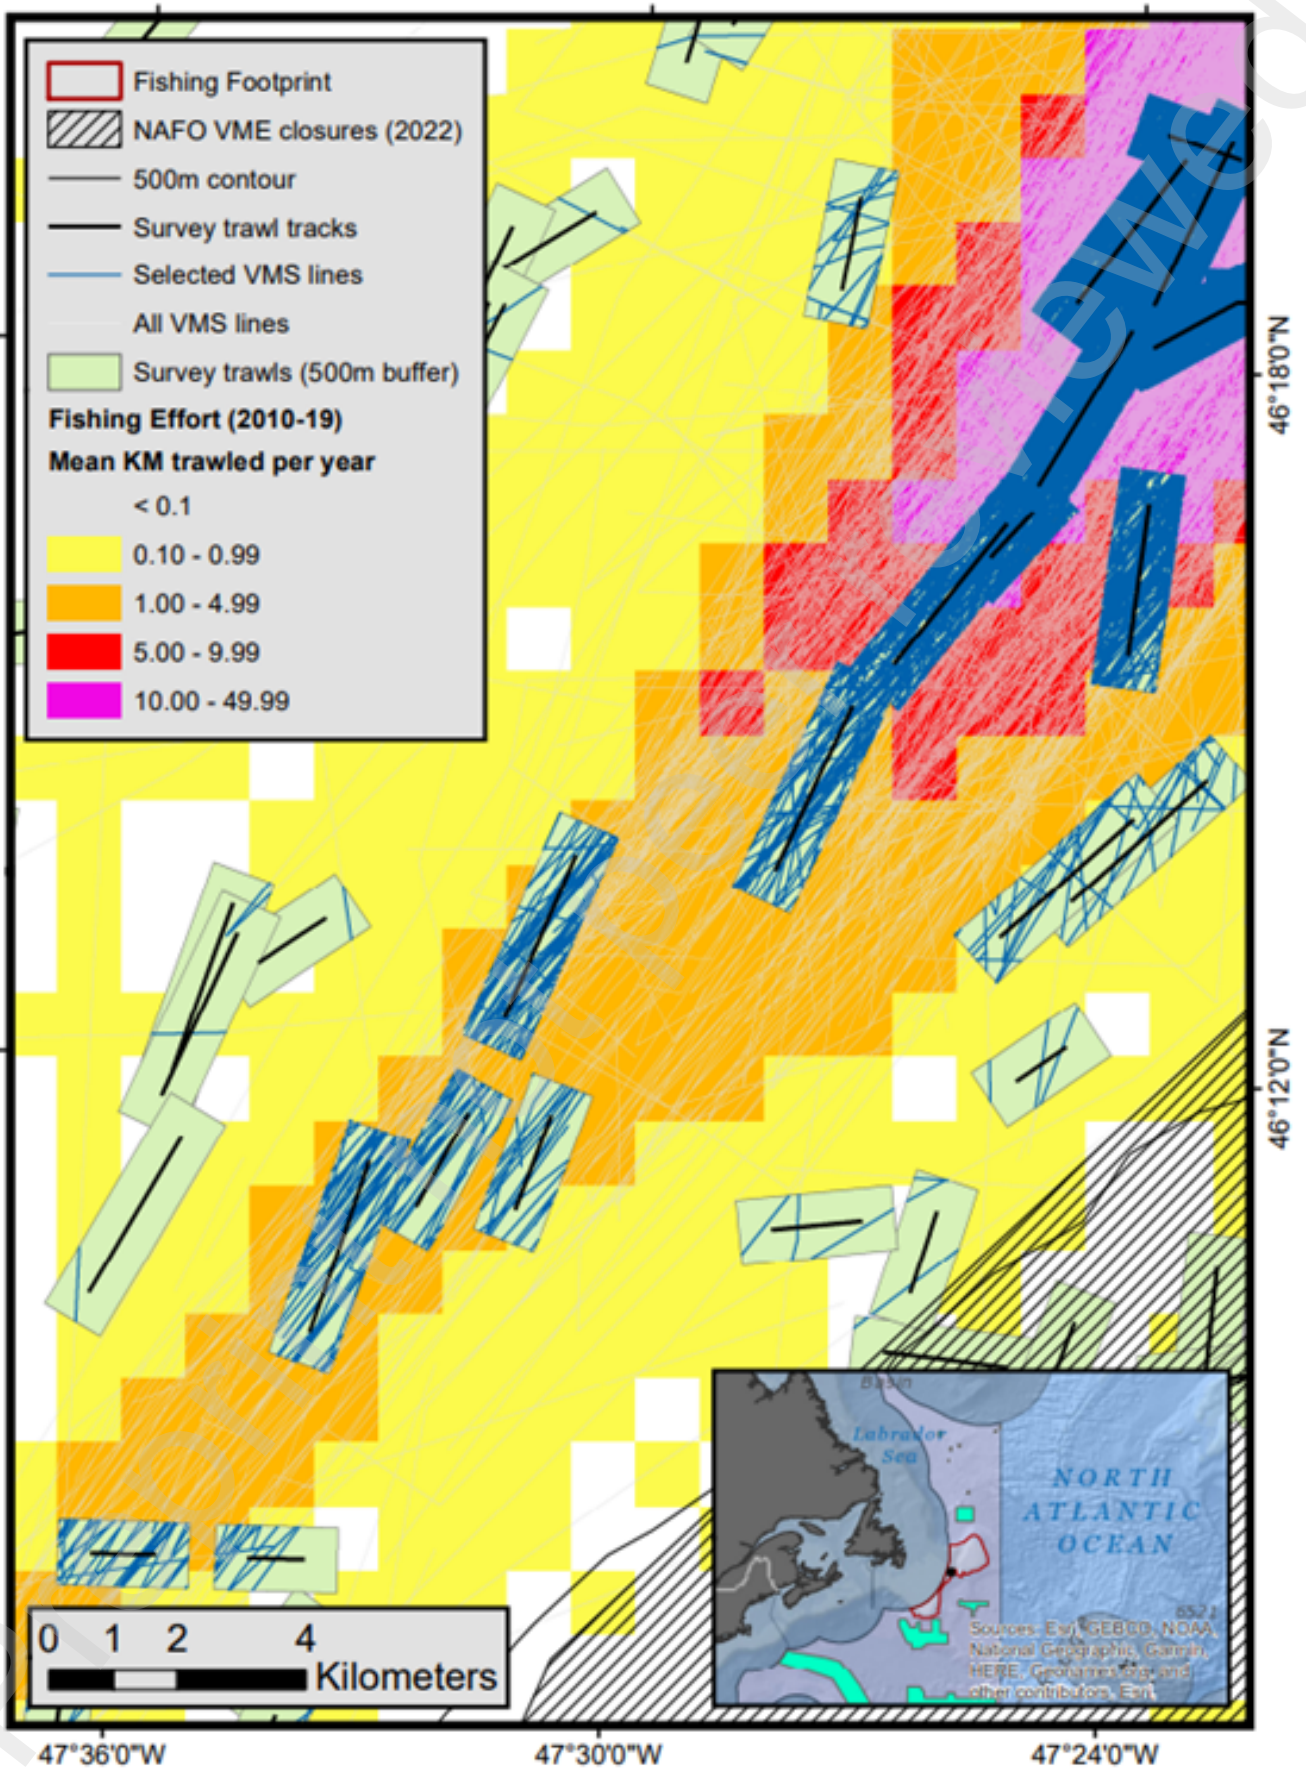 Fishing Footprint
NAFO VME closures (2022)
500m contour
Survey trawl tracks
Selected VMS lines
All VMS lines
Survey trawls (500m buffer)
Fishing Effort (2010-19)
Mean KM trawled per year
< 0.1
0.10 - 0.99
1.00 - 4.99
5.00 - 9.99
10.00 - 49.99
46°18'0"N
46°12'0"N
Basin
Labrador
Sea
NORTH
ATLANTIC
OCEAN
6521
Sources: Esri, GEBCO, NOAA,
National Geographic, Garmin,
HERE, Geonames.org, and
other contributors, Esri,
0 1 2 4
Kilometers
47°36'0"W
47°30'0"W
47°24'0"W